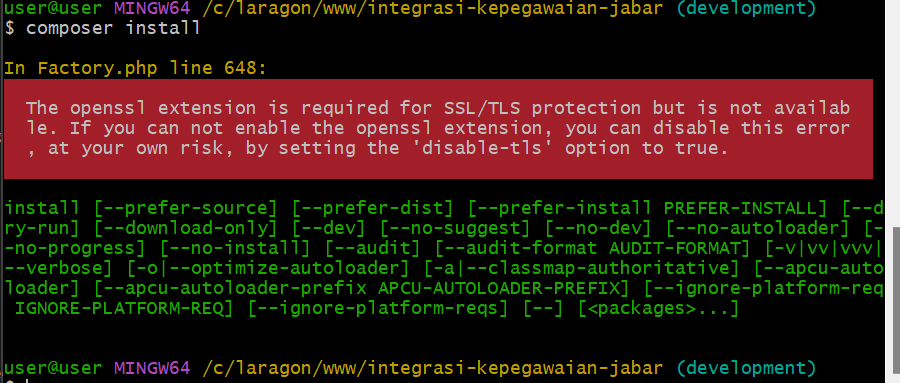 user@user MINGW64 /c/laragon/www/integrasi-kepegawaian-jabar (development)
$ composer install
In Factory.php line 648:
The openssl extension is required for SSL/TLS protection but is not availab
le. If you can not enable the openssl extension, you can disable this error
, at your own risk, by setting the 'disable-tls' option to true.
install [--prefer-source] [--prefer-dist] [--prefer-install PREFER-INSTALL] [--d
ry-run] [--download-only] [--dev] [--no-suggest] [--no-dev] [--no-autoloader] [-
-no-progress] [--no-install] [--audit] [--audit-format AUDIT-FORMAT] [-v|vv|vvv|
--verbose] [-o|--optimize-autoloader] [-a|--classmap-authoritative] [--apcu-auto
loader] [--apcu-autoloader-prefix APCU-AUTOLOADER-PREFIX] [--ignore-platform-req
IGNORE-PLATFORM-REQ] [--ignore-platform-reqs] [--] [<packages>...]
user@user MINGW64 /c/laragon/www/integrasi-kepegawaian-jabar (development)